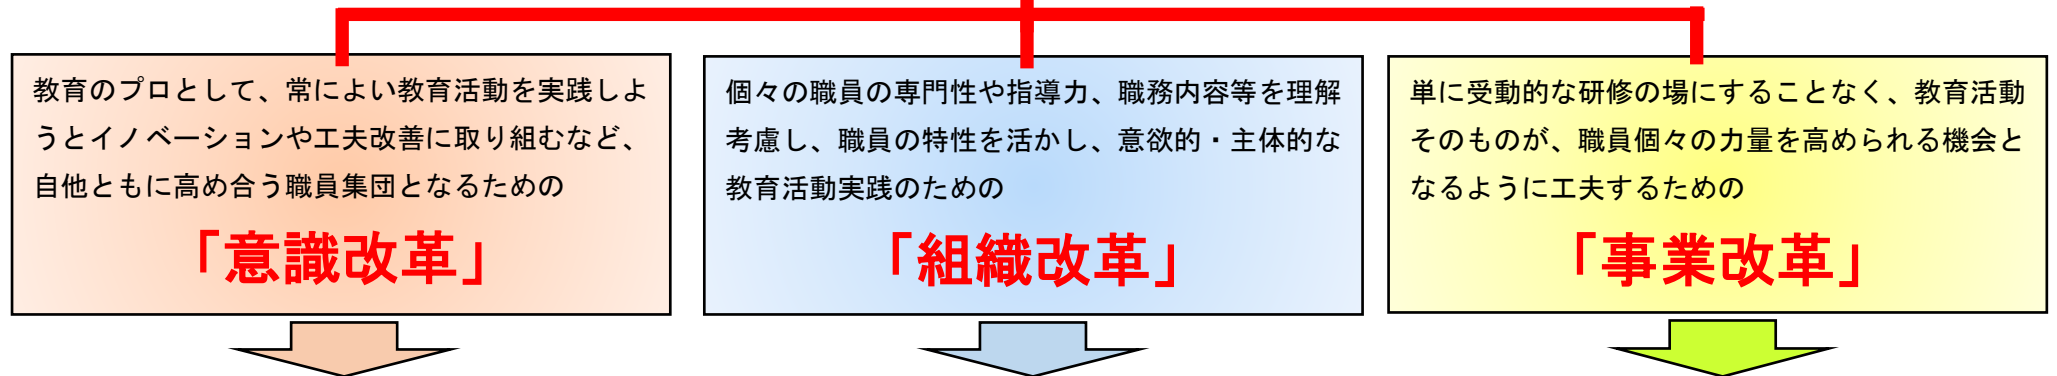 教育のプロとして、常によい教育活動を実践しよ
うとイノベーションや工夫改善に取り組むなど、
自他ともに高め合う職員集団となるための
「意識改革」
個々の職員の専門性や指導力、職務内容等を理解
考慮し、職員の特性を活かし、意欲的・主体的な
教育活動実践のための
「組織改革」
単に受動的な研修の場にすることなく、教育活動
そのものが、職員個々の力量を高められる機会と
なるように工夫するための
「事業改革」